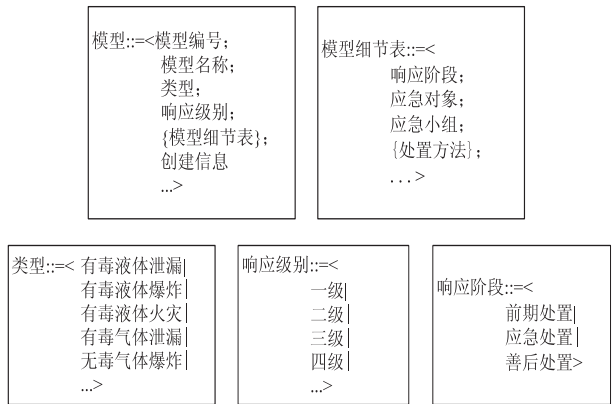 模型::=<模型编号;
模型名称;
类型;
响应级别;
{模型细节表};
创建信息
...>
模型细节表::=<
响应阶段;
应急对象;
应急小组;
{处置方法};
...>
类型::=< 有毒液体泄漏|
有毒液体爆炸|
有毒液体火灾|
有毒气体泄漏|
无毒气体爆炸|
...>
响应级别::=<
一级|
二级|
三级|
四级|
...>
响应阶段::=<
前期处置|
应急处置|
善后处置>